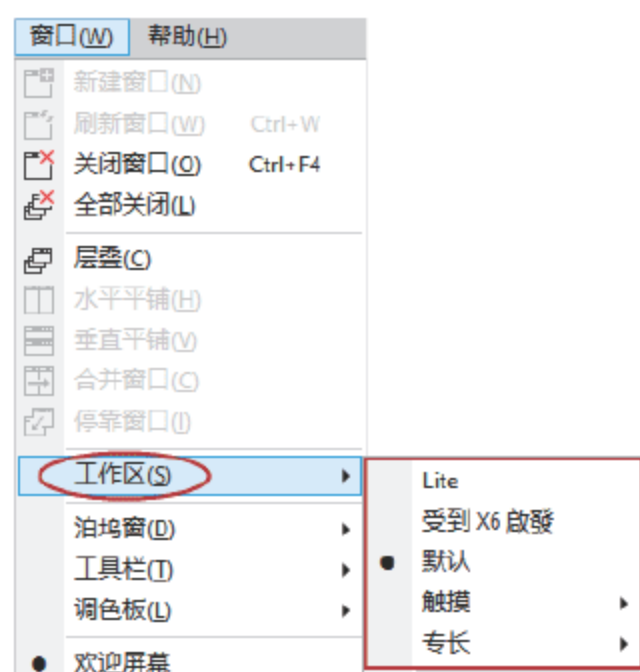 窗口(W) 帮助(H)
新建窗口(N)
刷新窗口(W) Ctrl+W
关闭窗口(O) Ctrl+F4
全部关闭(L)
层叠(C)
水平平铺(H)
垂直平铺(V)
合并窗口(C)
停靠窗口(I)
工作区(S)
Lite
受到 X6 啟發
泊坞窗(D)
默认
工具栏(T)
触摸
调色板(L)
专长
欢迎屏幕